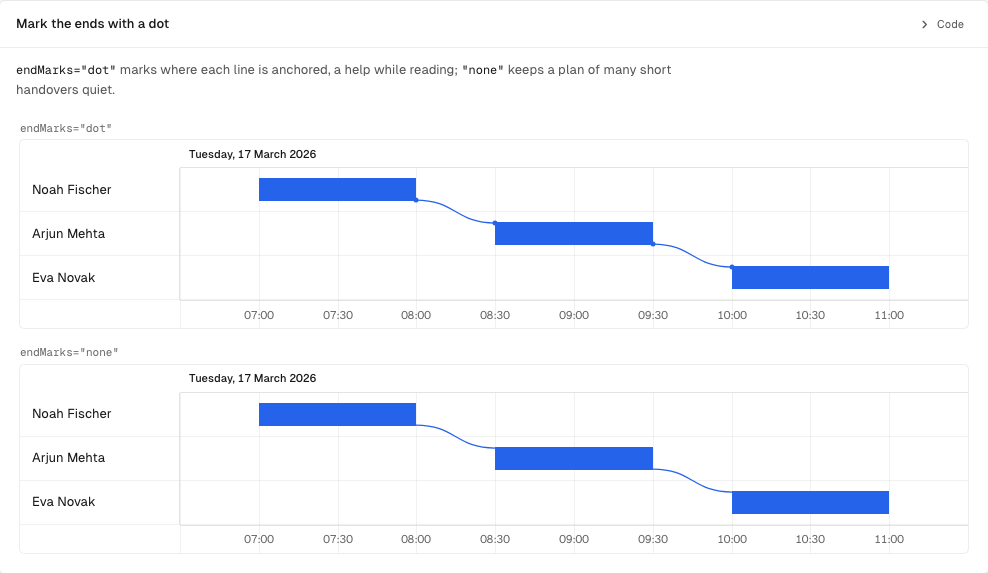 Mark the ends with a dot
Code
endMarks="dot" marks where each line is anchored, a help while reading; "none" keeps a plan of many short
handovers quiet.
endMarks="dot"
Tuesday, 17 March 2026
Noah Fischer
Arjun Mehta
Eva Novak
07:00 07:30 08:00 08:30 09:00 09:30 10:00 10:30 11:00
endMarks="none"
Tuesday, 17 March 2026
Noah Fischer
Arjun Mehta
Eva Novak
07:00 07:30 08:00 08:30 09:00 09:30 10:00 10:30 11:00